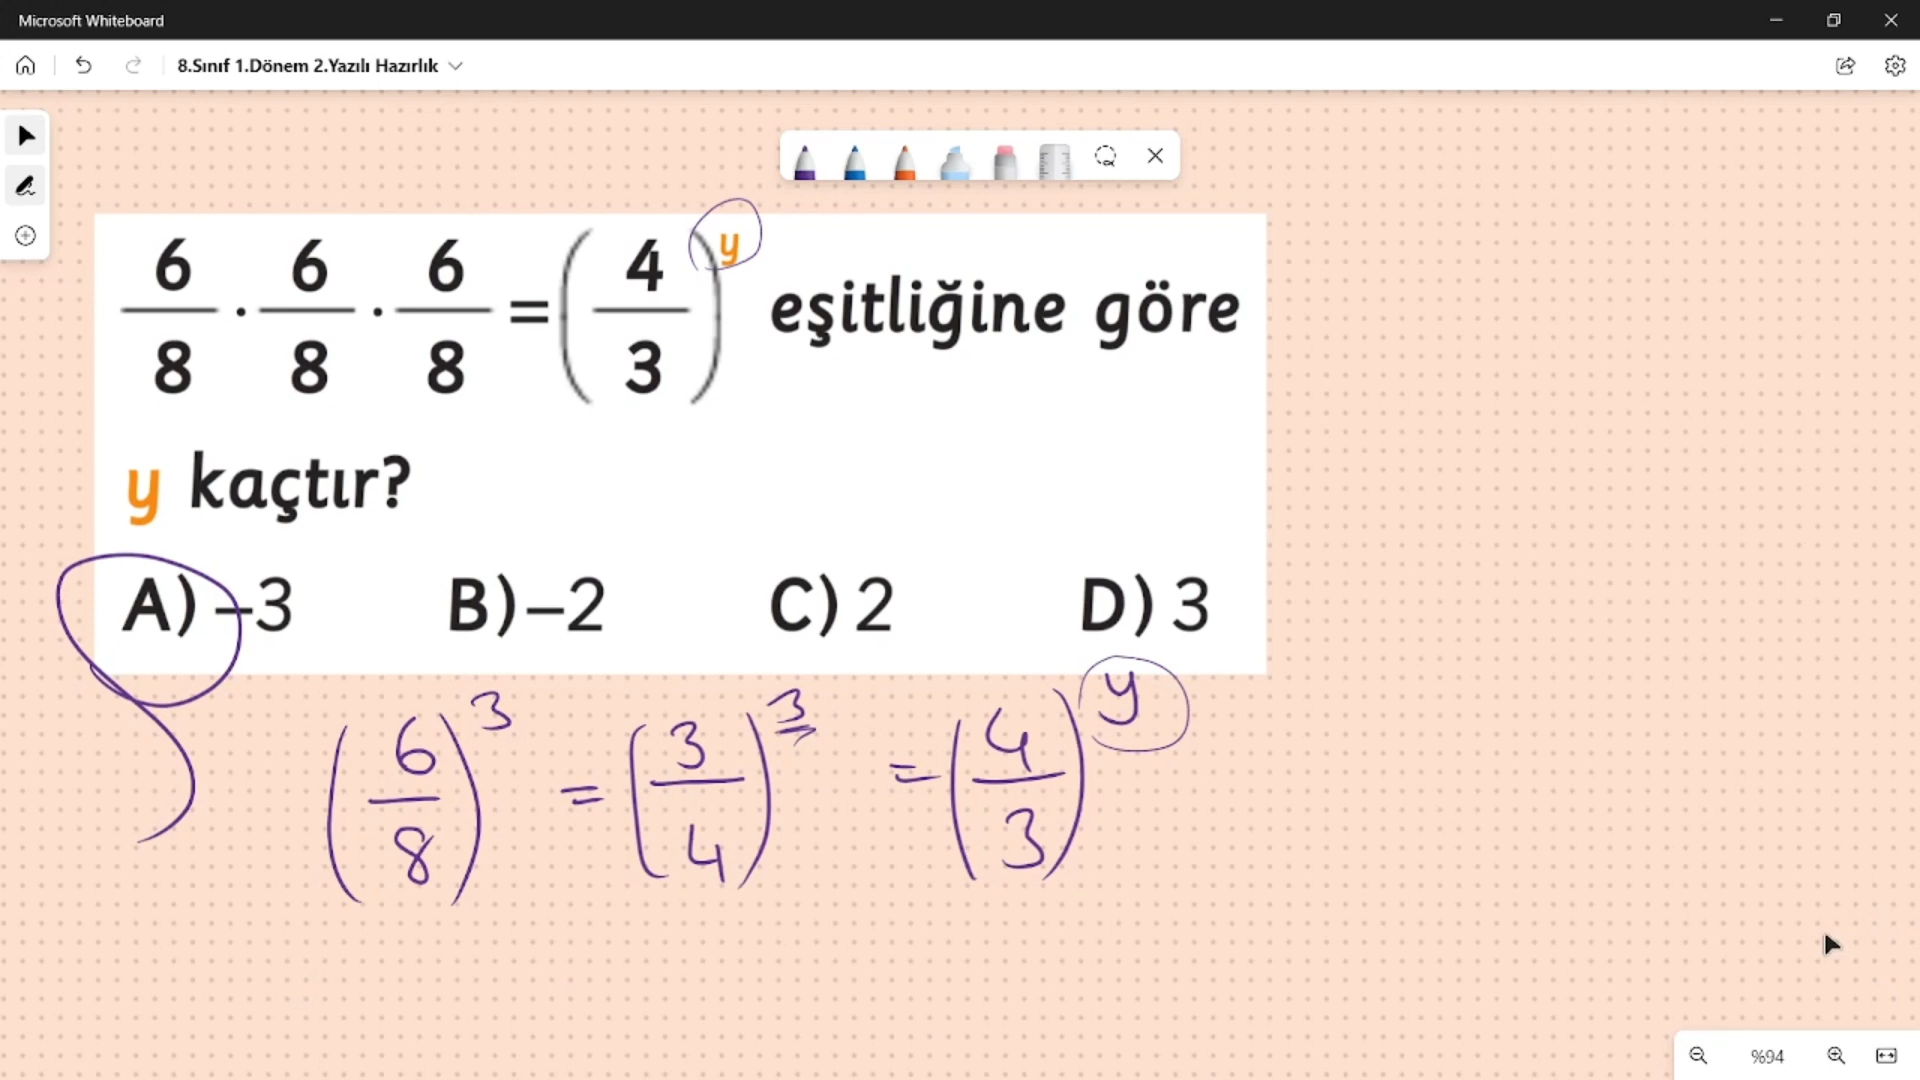 Microsoft Whiteboard
8.Sınıf 1.Dönem 2.Yazılı Hazırlık
6/8 · 6/8 · 6/8 = (4/3)^y eşitliğine göre
y kaçtır?
A) –3 B) –2 C) 2 D) 3
(6/8)^3 = (3/4)^3 = (4/3)^y
%94